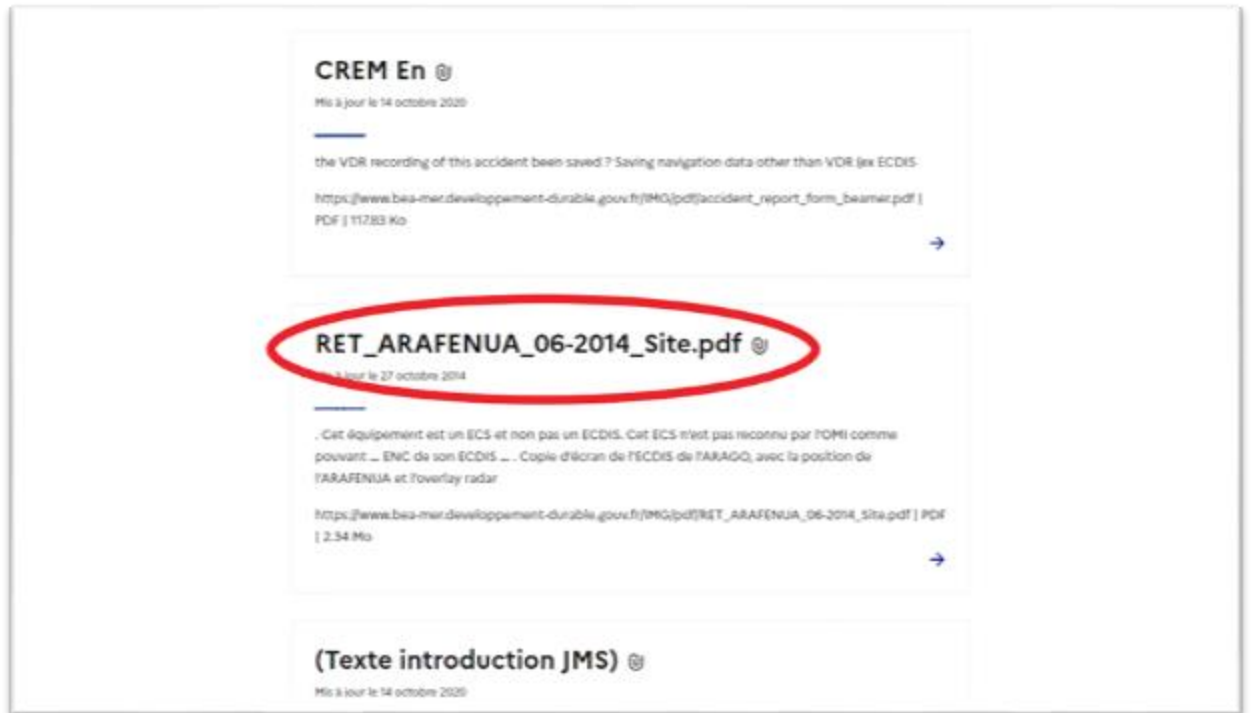 CREM En
Mis à jour le 14 octobre 2020
the VDR recording of this accident been saved ? Saving navigation data other than VDR (ex ECDIS
https://www.bea-mer.developpement-durable.gouv.fr/IMG/pdf/accident_report_form_beamer.pdf |
PDF | 117.83 Ko
RET_ARAFENUA_06-2014_Site.pdf
à jour le 27 octobre 2014
. Cet équipement est un ECS et non pas un ECDIS. Cet ECS n'est pas reconnu par l'OMI comme
pouvant ... ENC de son ECDIS ... . Copie d'écran de l'ECDIS de l'ARAGO, avec la position de
l'ARAFENUA et l'overlay radar
https://www.bea-mer.developpement-durable.gouv.fr/IMG/pdf/RET_ARAFENUA_06-2014_Site.pdf | PDF
| 2.34 Mo
(Texte introduction JMS)
Mis à jour le 14 octobre 2020